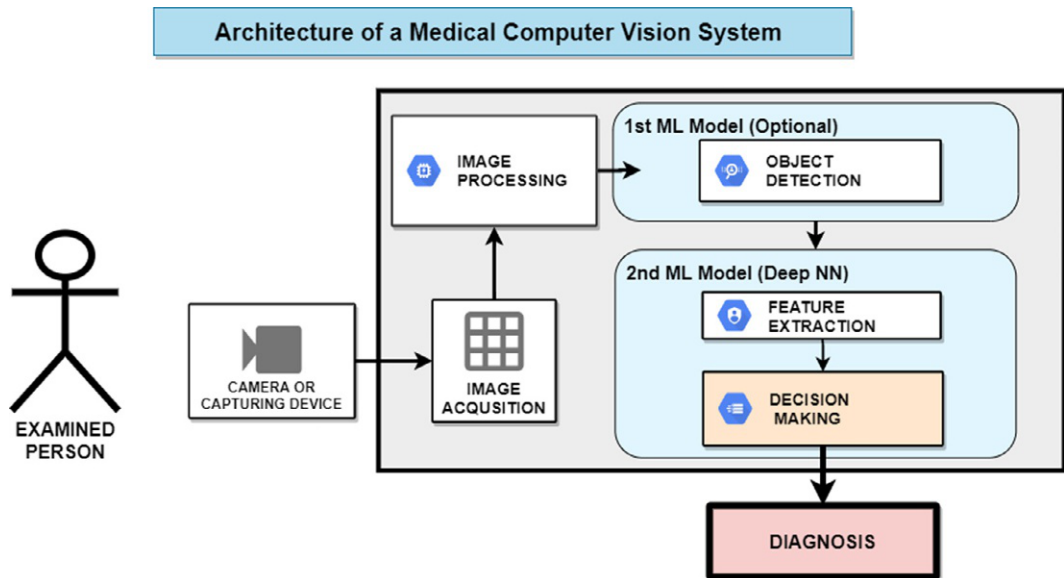 Architecture of a Medical Computer Vision System
1st ML Model (Optional)
IMAGE
PROCESSING
OBJECT
DETECTION
2nd ML Model (Deep NN)
FEATURE
EXTRACTION
CAMERA OR
CAPTURING DEVICE
IMAGE
ACQUSITION
DECISION
MAKING
EXAMINED
PERSON
DIAGNOSIS